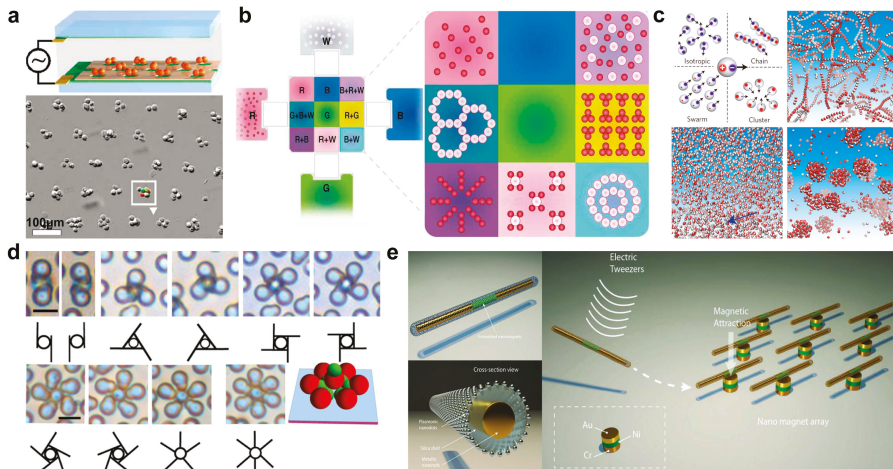 a
100μm
b
W
R
R
B
B+R+W
G+B+W
G
R+G
R+B
R+W
B+W
B
G
c
Isotropic
Chain
Swarm
Cluster
d
e
Cross-section view
Electric
Tweezers
Magnetic
Attraction
Nano magnet array
Au
Ni
Cr